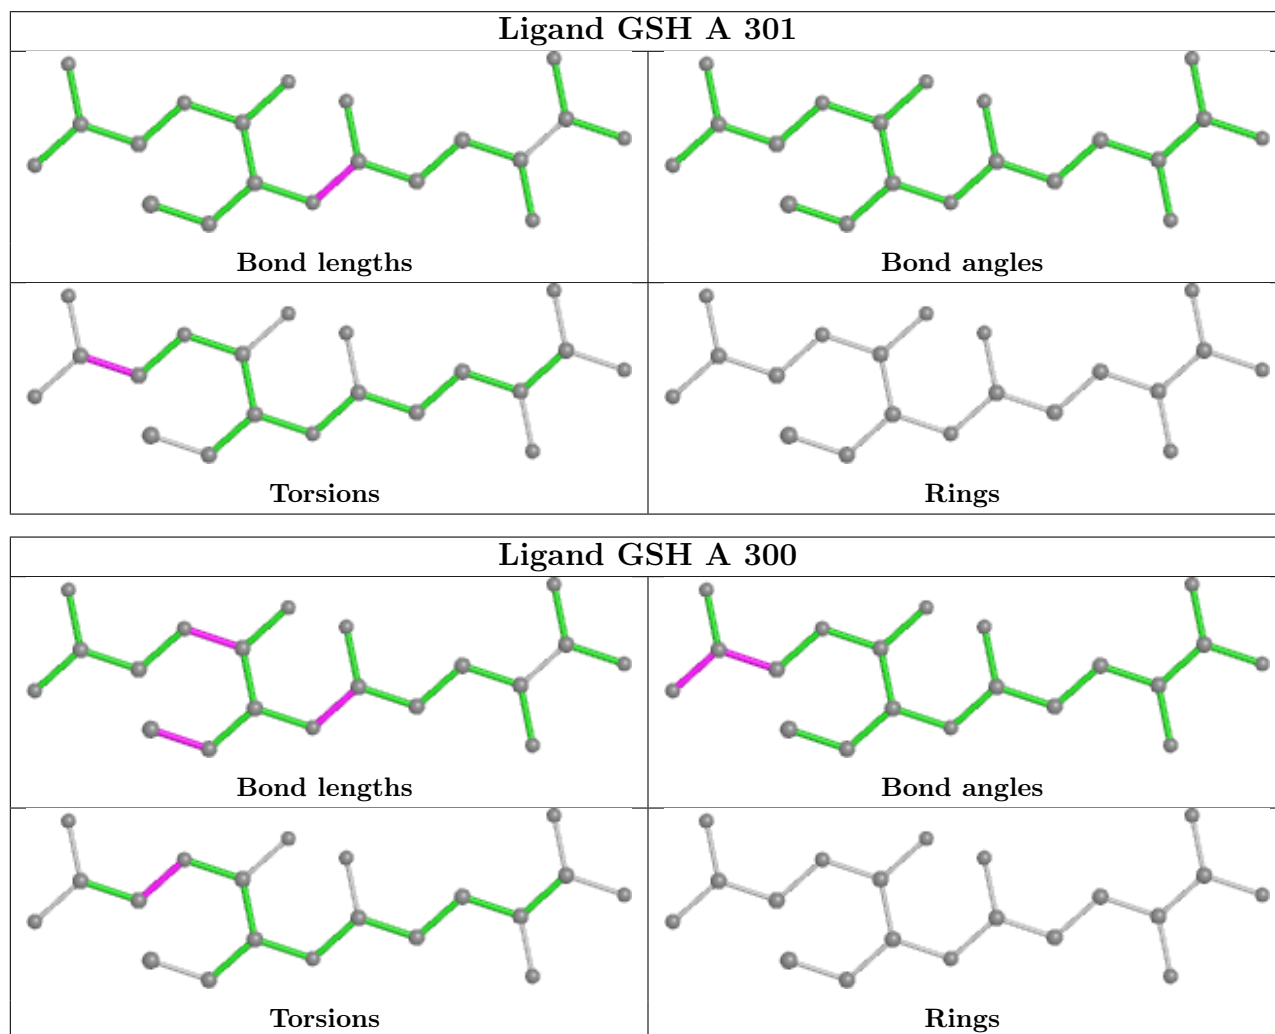 Ligand GSH A 301
Bond lengths
Bond angles
Torsions
Rings
Ligand GSH A 300
Bond lengths
Bond angles
Torsions
Rings